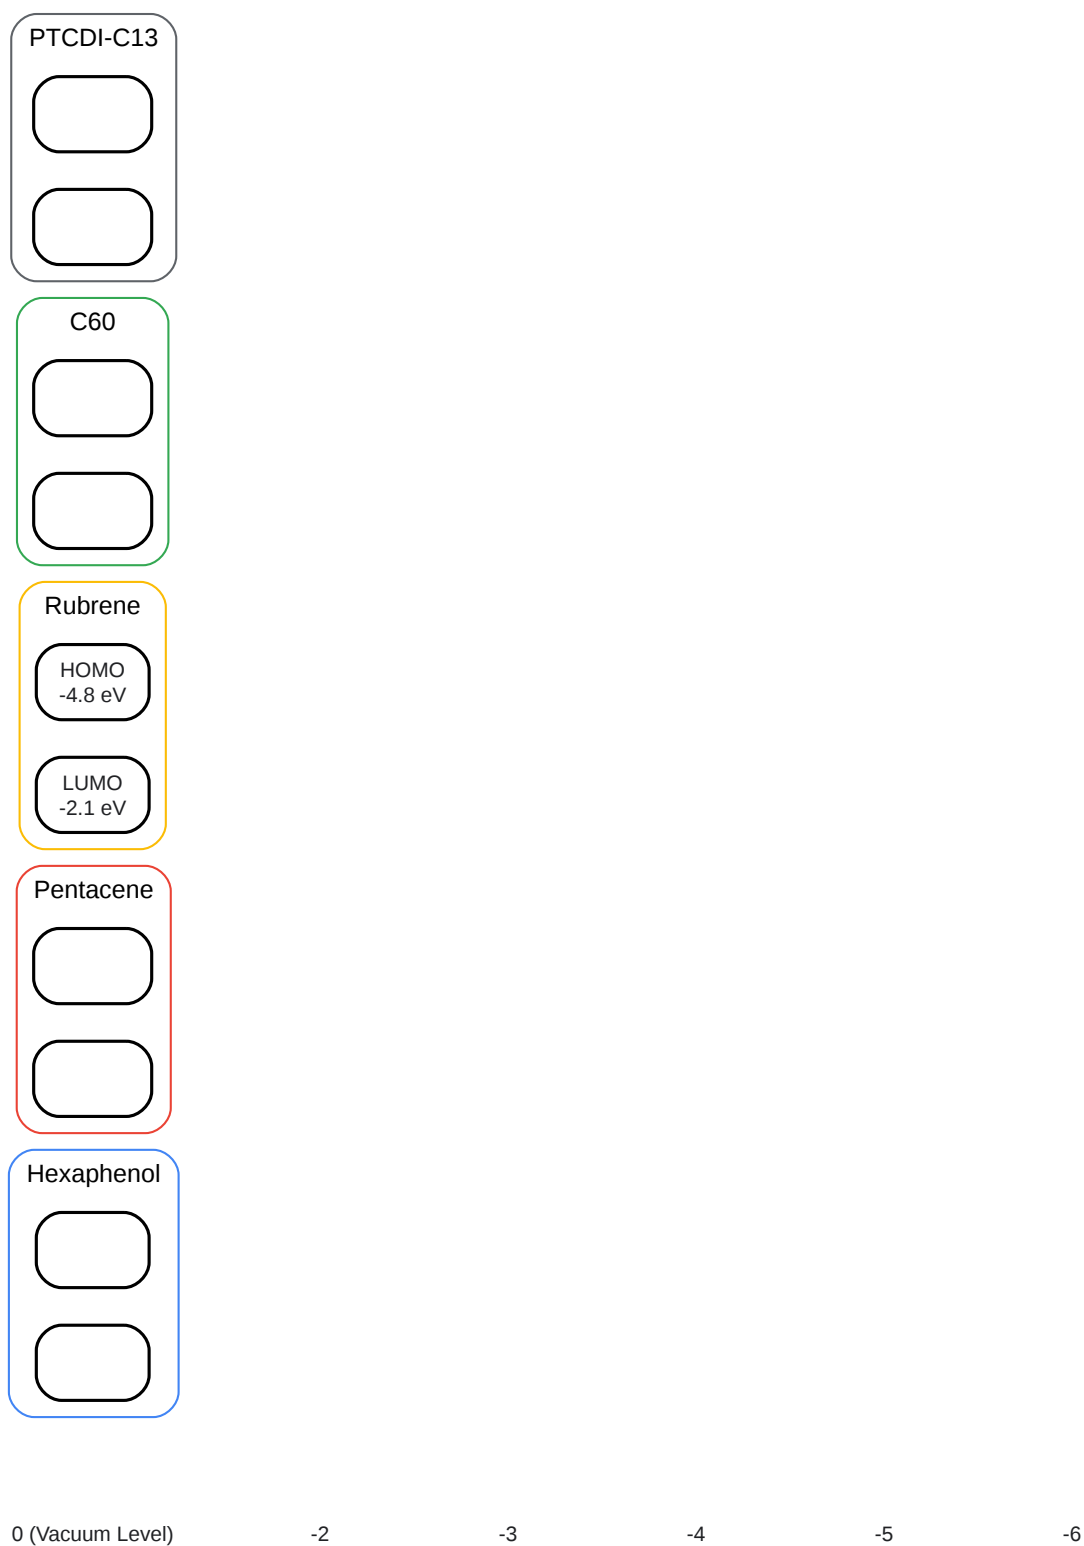 PTCDI-C13
C60
Rubrene
HOMO
-4.8 eV
LUMO
-2.1 eV
Pentacene
Hexaphenol
0 (Vacuum Level) -2 -3 -4 -5 -6